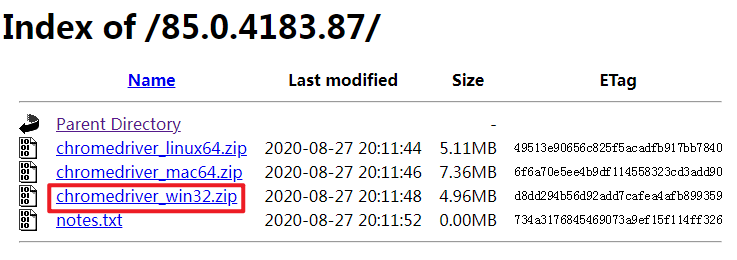 Index of /85.0.4183.87/
Name Last modified Size ETag
Parent Directory -
chromedriver_linux64.zip 2020-08-27 20:11:44 5.11MB 49513e90656c825f5acadfb917bb7840
chromedriver_mac64.zip 2020-08-27 20:11:46 7.36MB 6f6a70e5ee4b9df114558323cd3add90
chromedriver_win32.zip 2020-08-27 20:11:48 4.96MB d8dd294b56d92add7cafea4afb899359
notes.txt 2020-08-27 20:11:52 0.00MB 734a3176845469073a9ef15f114ff326